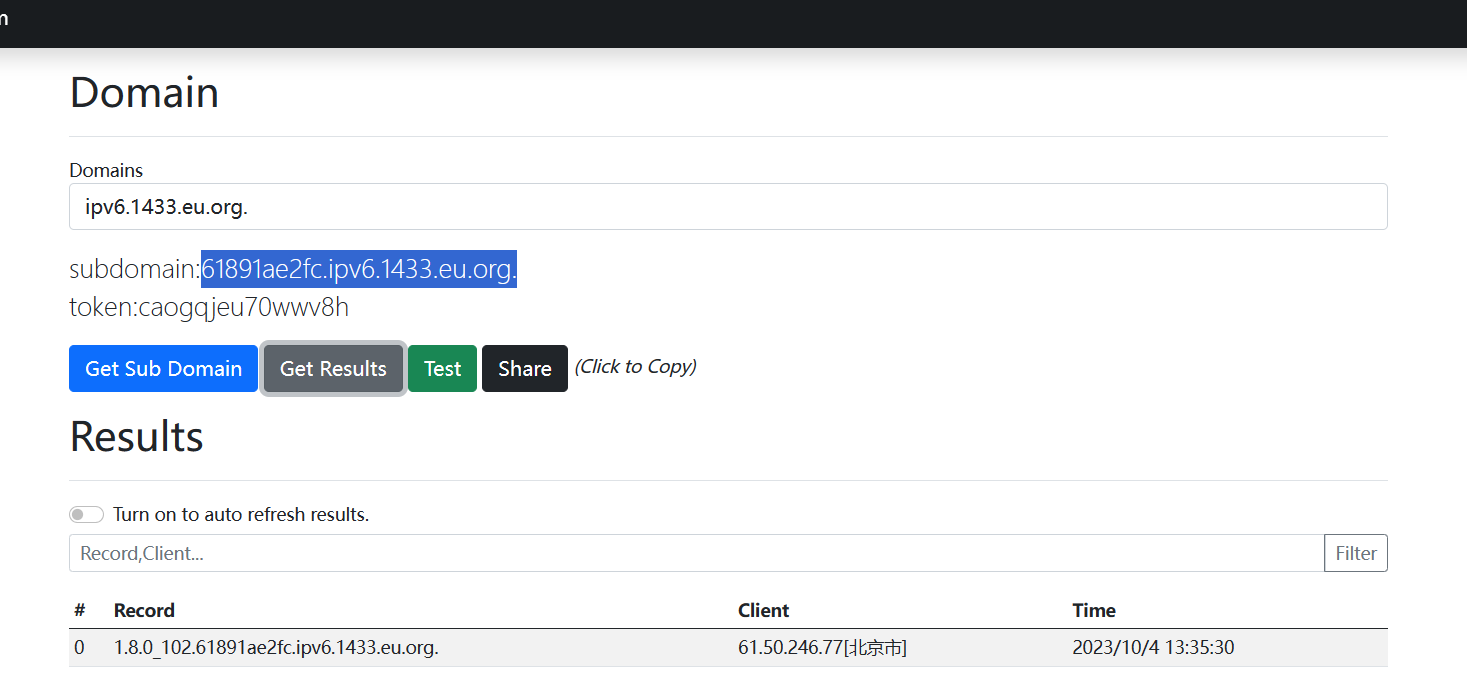 Domain
Domains
ipv6.1433.eu.org.
subdomain:61891ae2fc.ipv6.1433.eu.org.
token:caogqjeu70wwv8h
Get Sub Domain Get Results Test Share (Click to Copy)
Results
Turn on to auto refresh results.
Record,Client... Filter
# Record Client Time
0 1.8.0_102.61891ae2fc.ipv6.1433.eu.org. 61.50.246.77[北京市] 2023/10/4 13:35:30